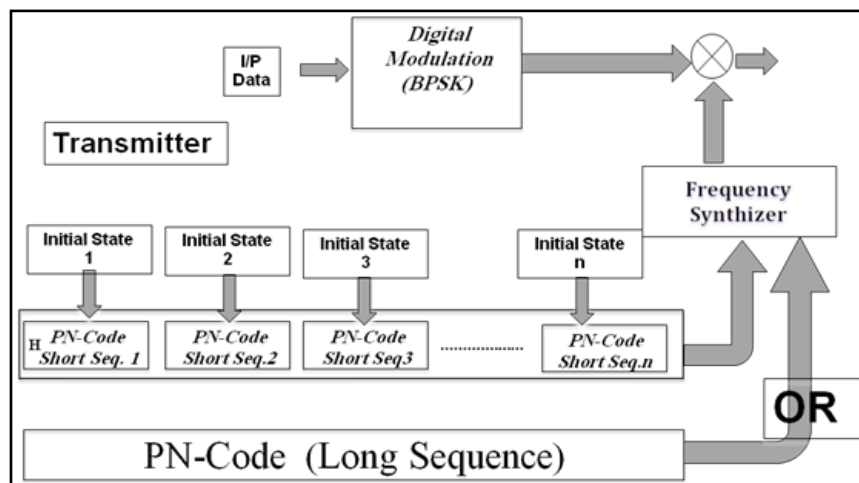 Digital
Modulation
(BPSK)
I/P
Data
Transmitter
Frequency
Synthizer
Initial State
1
Initial State
2
Initial State
3
Initial State
n
H
PN-Code
Short Seq. 1
PN-Code
Short Seq.2
PN-Code
Short Seq3
...................
PN-Code
Short Seq.n
OR
PN-Code (Long Sequence)